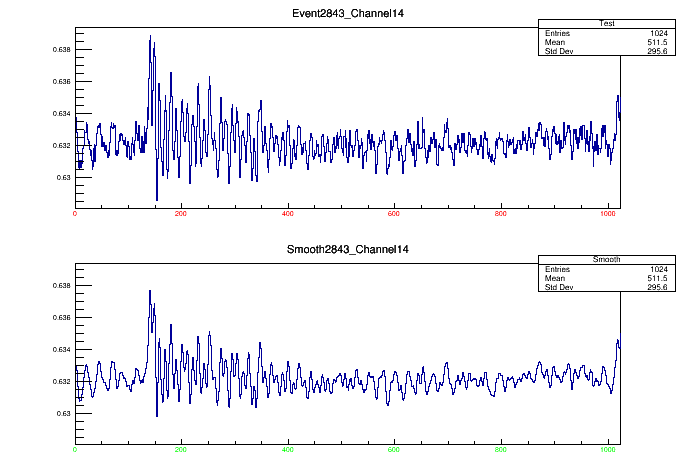 Event2843_Channel14
Test
Entries 1024
Mean 511.5
Std Dev 295.6
0.638
0.636
0.634
0.632
0.63
0 200 400 600 800 1000
Smooth2843_Channel14
Smooth
Entries 1024
Mean 511.5
Std Dev 295.6
0.638
0.636
0.634
0.632
0.63
0 200 400 600 800 1000